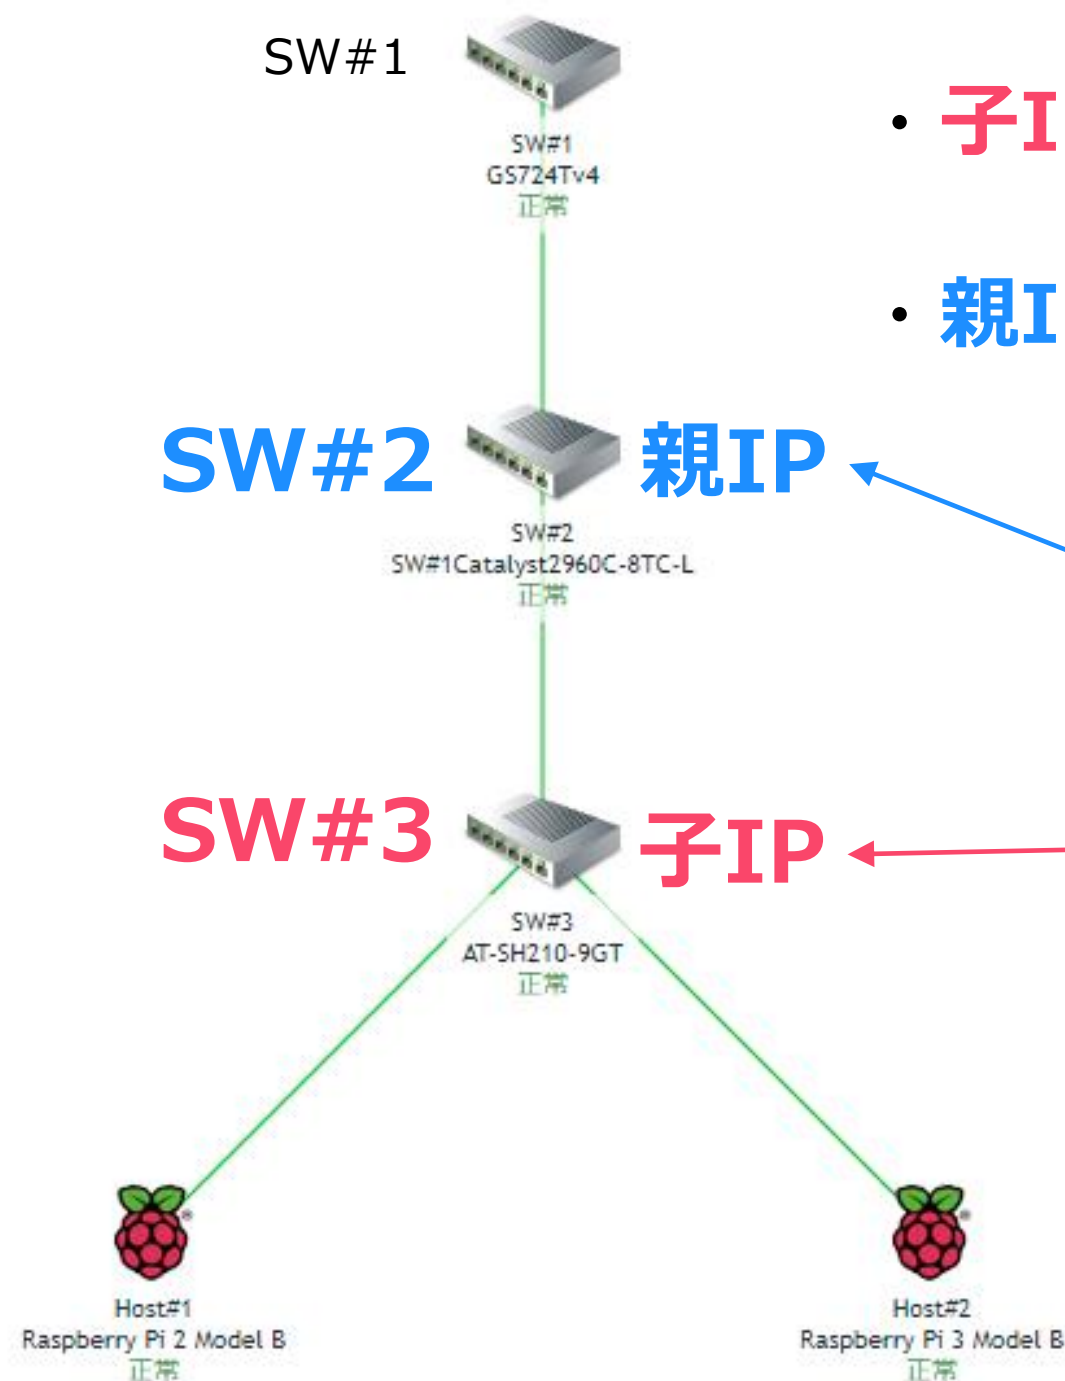 SW#1
SW#1
GS724Tv4
正常
• 子I
• 親I
SW#2
親IP
SW#2
SW#1Catalyst2960C-8TC-L
正常
SW#3
子IP
SW#3
AT-SH210-9GT
正常
Host#1
Raspberry Pi 2 Model B
正常
Host#2
Raspberry Pi 3 Model B
正常